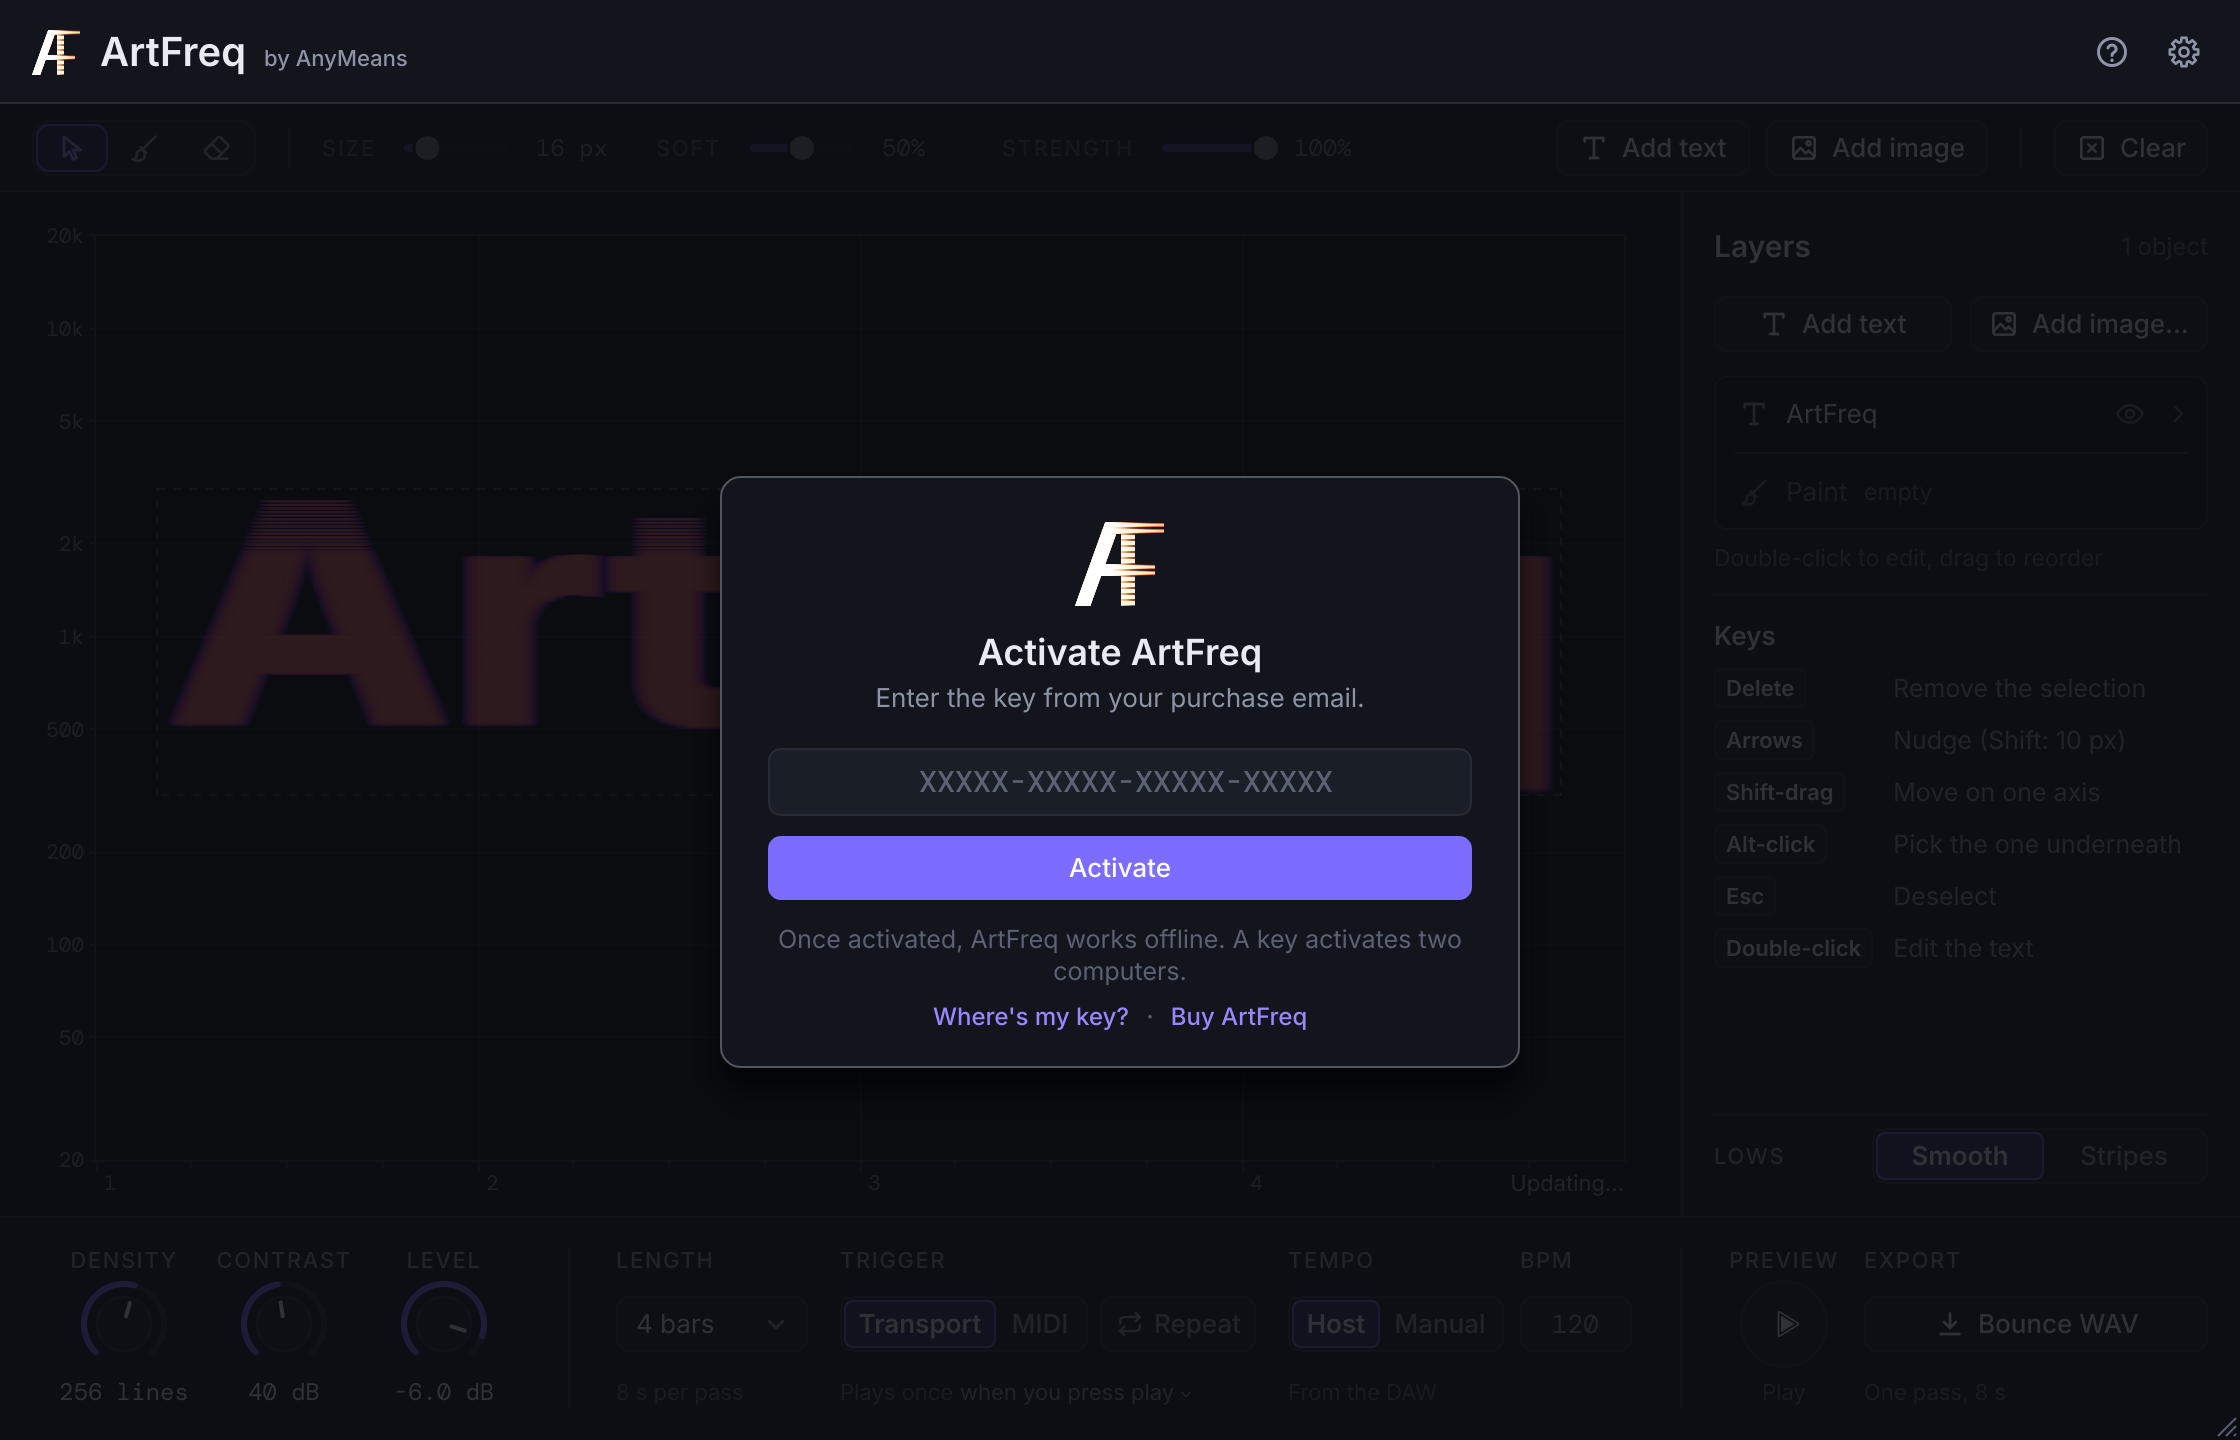 ArtFreq by AnyMeans
SIZE 16 px SOFT 50% STRENGTH 100% Add text Add image Clear
20k
10k
5k
2k
1k
500
200
100
50
20
1 2 3 4 Updating...
Art
Activate ArtFreq
Enter the key from your purchase email.
XXXXX-XXXXX-XXXXX-XXXXX
Activate
Once activated, ArtFreq works offline. A key activates two
computers.
Where's my key? · Buy ArtFreq
Layers 1 object
Add text Add image...
ArtFreq
Paint empty
Double-click to edit, drag to reorder
Keys
Delete Remove the selection
Arrows Nudge (Shift: 10 px)
Shift-drag Move on one axis
Alt-click Pick the one underneath
Esc Deselect
Double-click Edit the text
LOWS Smooth Stripes
DENSITY CONTRAST LEVEL LENGTH TRIGGER TEMPO BPM PREVIEW EXPORT
4 bars Transport MIDI Repeat Host Manual 120 Bounce WAV
256 lines 40 dB -6.0 dB 8 s per pass Plays once when you press play From the DAW Play One pass, 8 s